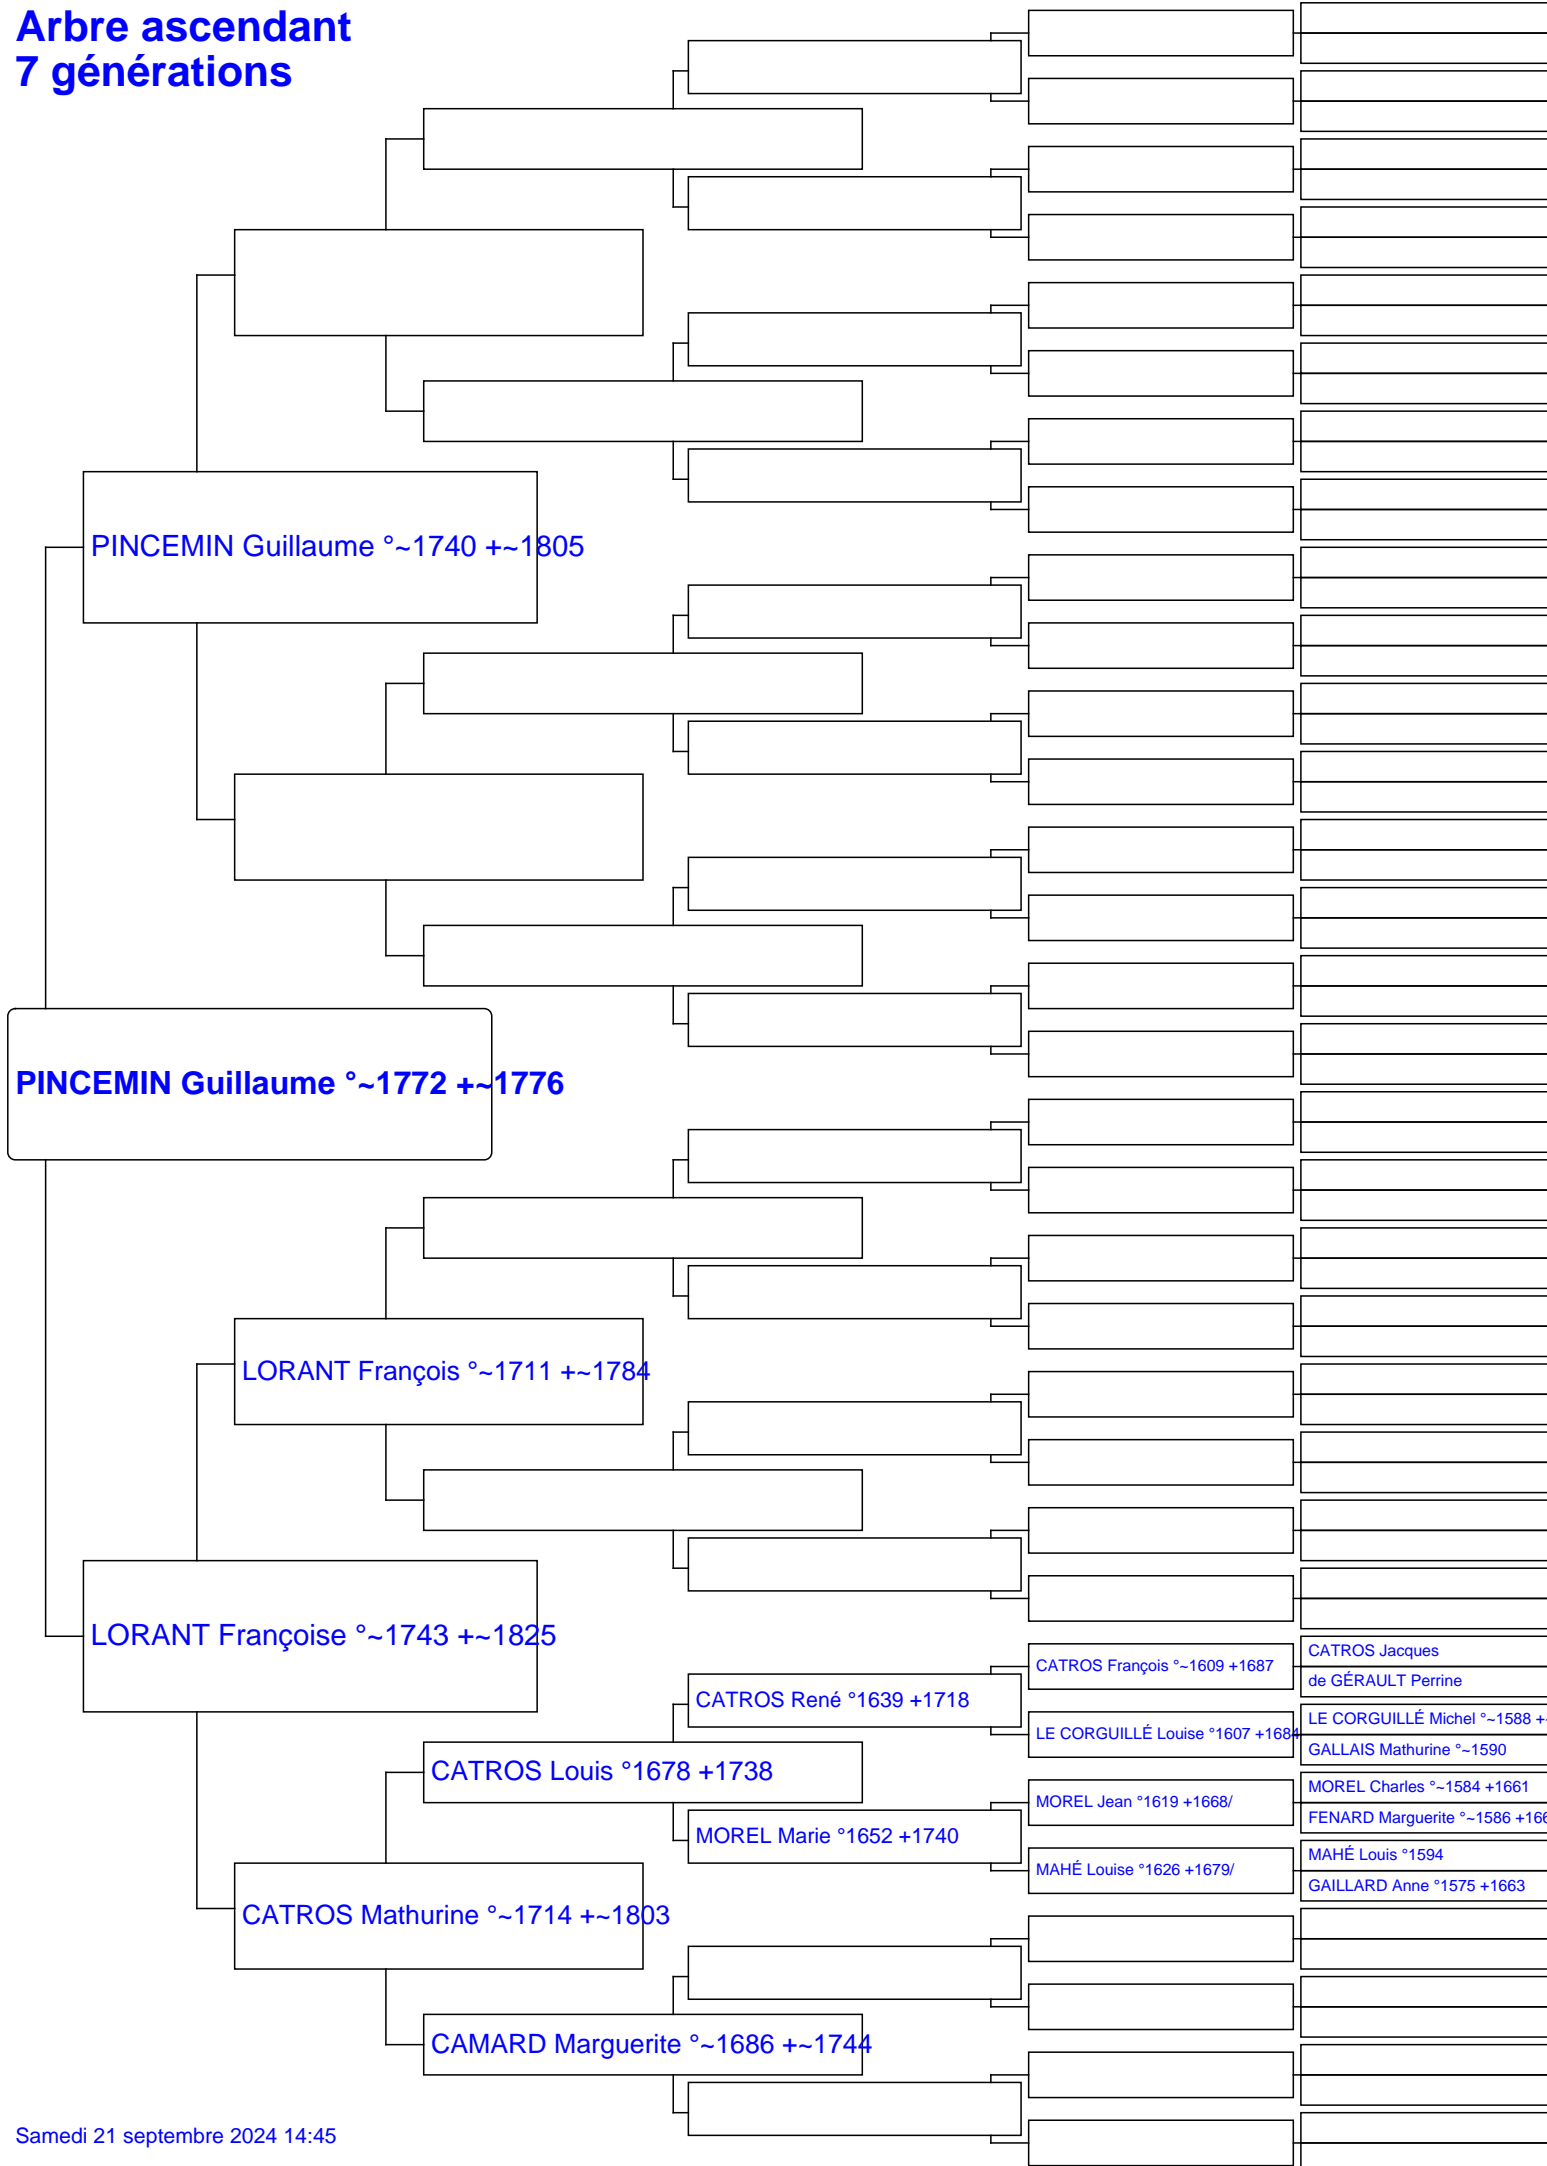 Arbre ascendant
7 générations
PINCEMIN Guillaume °~1740 +~1805
PINCEMIN Guillaume °~1772 +~1776
LORANT François °~1711 +~1784
LORANT Françoise °~1743 +~1825
CATROS François °~1609 +1687
CATROS Jacques
de GÉRAULT Perrine
CATROS René °1639 +1718
LE CORGUILLÉ Louise °1607 +1684
LE CORGUILLÉ Michel °~1588 +
GALLAIS Mathurine °~1590
CATROS Louis °1678 +1738
MOREL Jean °1619 +1668/
MOREL Charles °~1584 +1661
FENARD Marguerite °~1586 +166
MOREL Marie °1652 +1740
MAHÉ Louise °1626 +1679/
MAHÉ Louis °1594
GAILLARD Anne °1575 +1663
CATROS Mathurine °~1714 +~1803
CAMARD Marguerite °~1686 +~1744
Samedi 21 septembre 2024 14:45